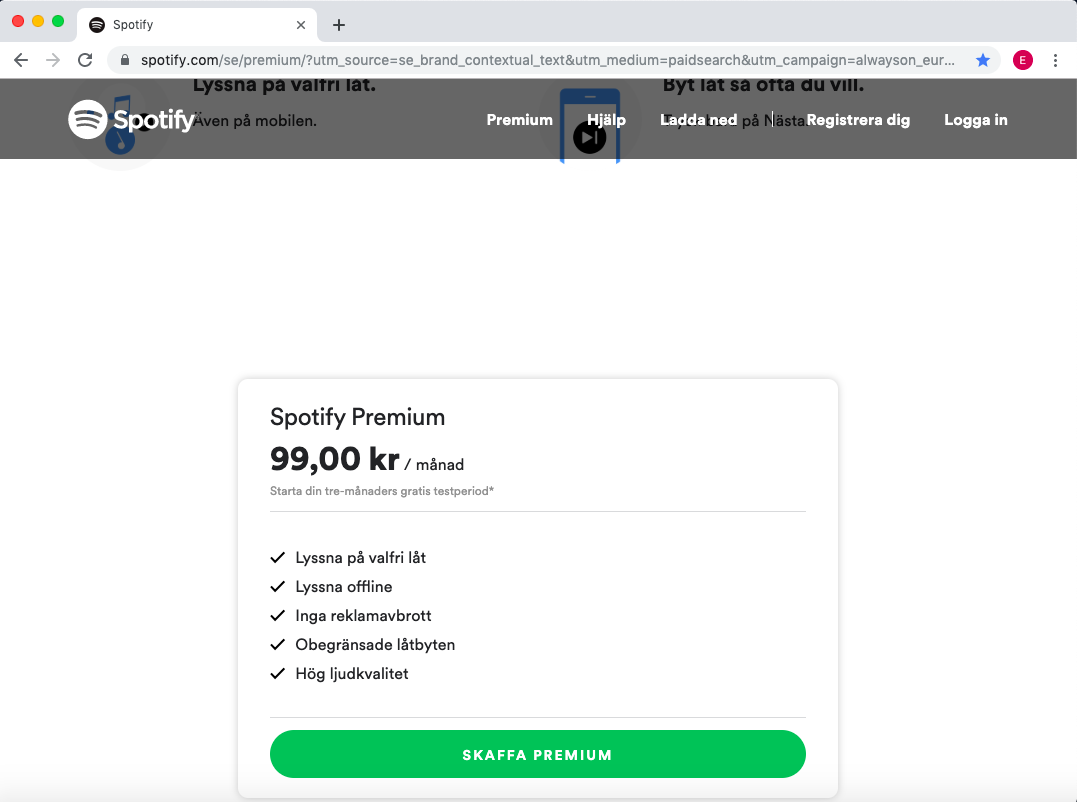 Spotify
spotify.com/se/premium/?utm_source=se_brand_contextual_text&utm_medium=paidsearch&utm_campaign=alwayson_eur...
E
Lyssna på valfri låt.
Även på mobilen.
Byt låt så ofta du vill.
på Nästa.
Spotify
Premium
Hjälp
Ladda ned
Registrera dig
Logga in
Spotify Premium
99,00 kr / månad
Starta din tre-månaders gratis testperiod*
Lyssna på valfri låt
Lyssna offline
Inga reklamavbrott
Obegränsade låtbyten
Hög ljudkvalitet
SKAFFA PREMIUM